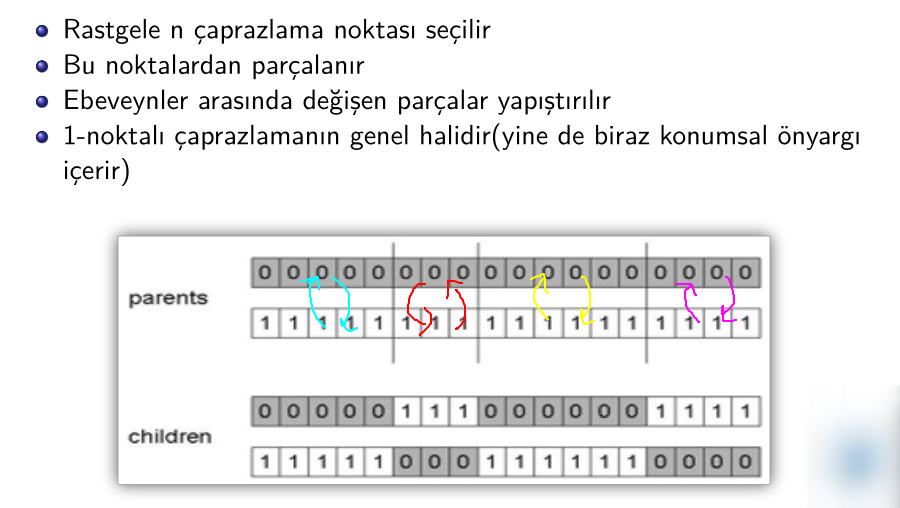 Rastgele n çaprazlama noktası seçilir
Bu noktalardan parçalanır
Ebeveynler arasında değişen parçalar yapıştırılır
1-noktalı çaprazlamanın genel halidir(yine de biraz konumsal önyargı
içerir)
0 0 0 0 0 0 0 0 0 0 0 0 0 0 0 0 0 0
parents
1 1 1 1 1 1 1 1 1 1 1 1 1 1 1 1 1 1
0 0 0 0 0 1 1 1 0 0 0 0 0 0 1 1 1 1
children
1 1 1 1 1 0 0 0 1 1 1 1 1 1 0 0 0 0